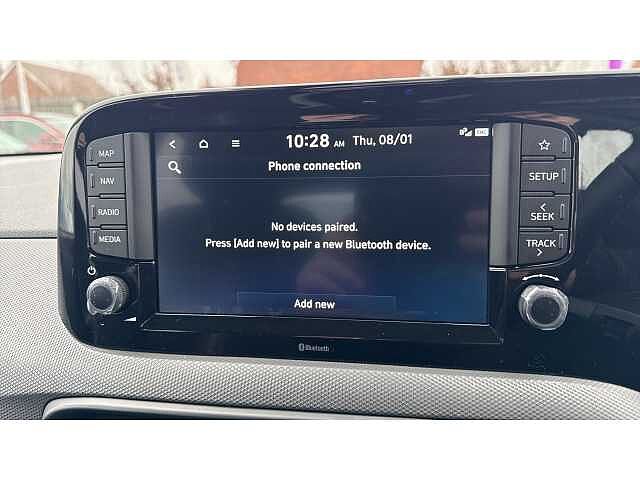 MAP
NAV
RADIO
MEDIA
10:28 AM Thu, 08/01
Phone connection
No devices paired.
Press [Add new] to pair a new Bluetooth device.
Add new
SETUP
< SEEK
TRACK >
Bluetooth